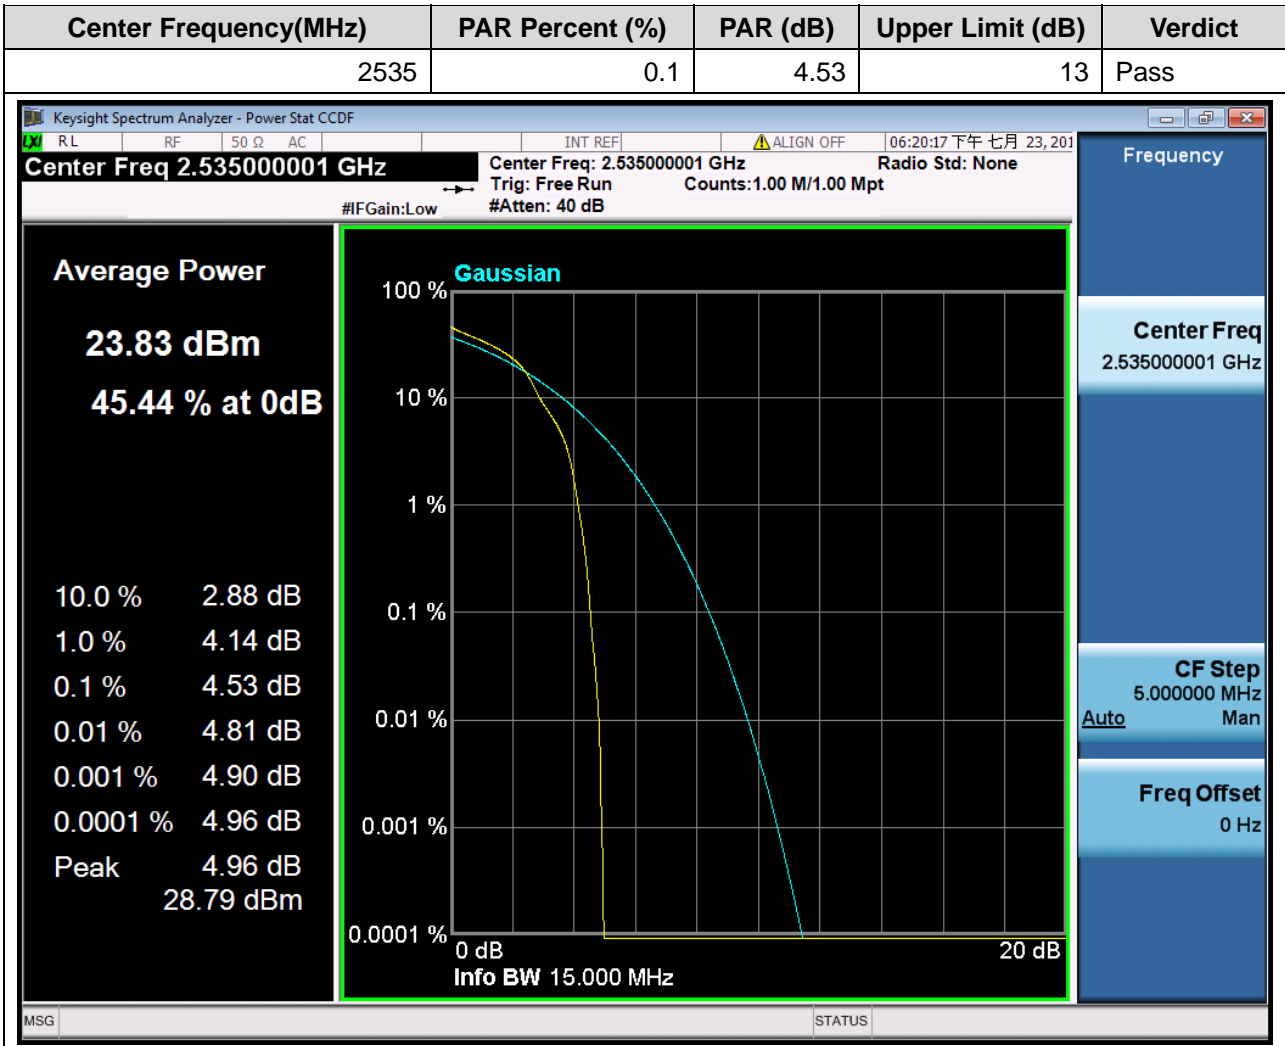 Center Frequency(MHz) PAR Percent (%) PAR (dB) Upper Limit (dB) Verdict
2535 0.1 4.53 13 Pass
Keysight Spectrum Analyzer - Power Stat CCDF
LXI RL RF 50 Ω AC INT REF ALIGN OFF 06:20:17 下午 七月 23, 201
Center Freq 2.535000001 GHz
Center Freq: 2.535000001 GHz Radio Std: None
Trig: Free Run Counts:1.00 M/1.00 Mpt
#IFGain:Low #Atten: 40 dB
Average Power
23.83 dBm
45.44 % at 0dB
10.0 % 2.88 dB
1.0 % 4.14 dB
0.1 % 4.53 dB
0.01 % 4.81 dB
0.001 % 4.90 dB
0.0001 % 4.96 dB
Peak 4.96 dB
28.79 dBm
Gaussian
100 %
10 %
1 %
0.1 %
0.01 %
0.001 %
0.0001 %
0 dB 20 dB
Info BW 15.000 MHz
Frequency
Center Freq
2.535000001 GHz
CF Step
5.000000 MHz
Auto Man
Freq Offset
0 Hz
MSG STATUS